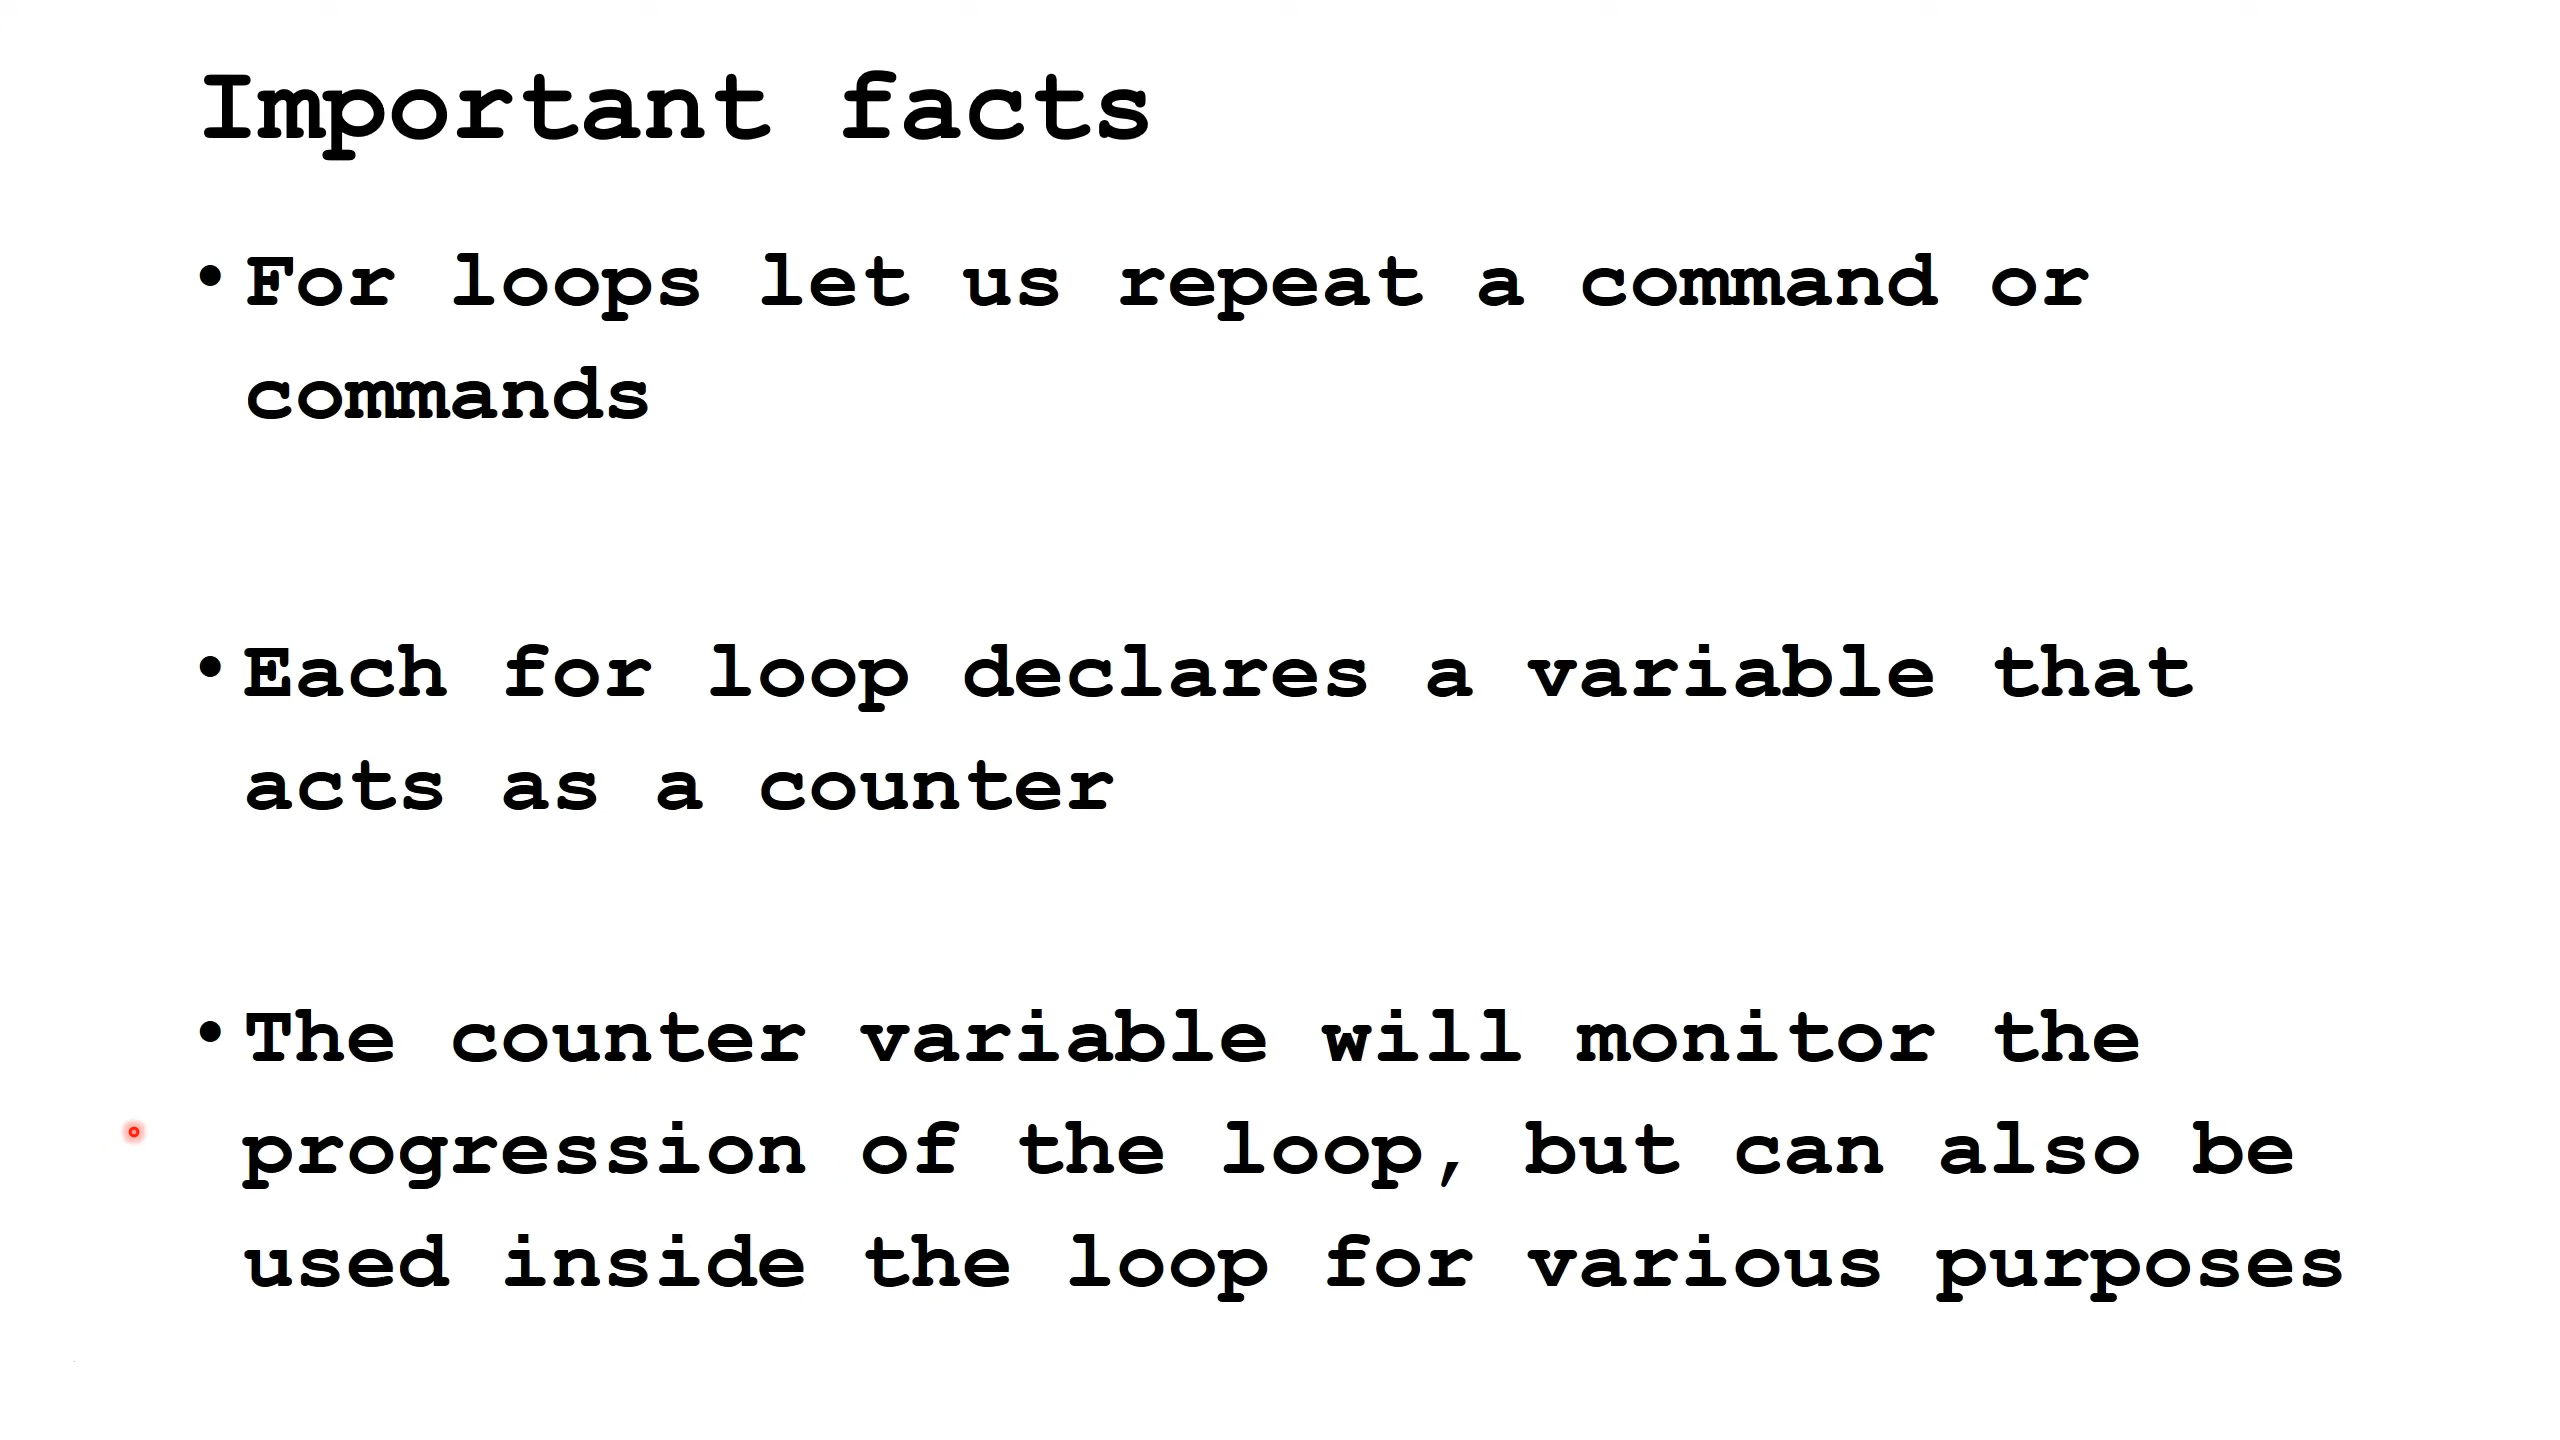 Important facts
• For loops let us repeat a command or
commands
• Each for loop declares a variable that
acts as a counter
• The counter variable will monitor the
progression of the loop, but can also be
used inside the loop for various purposes